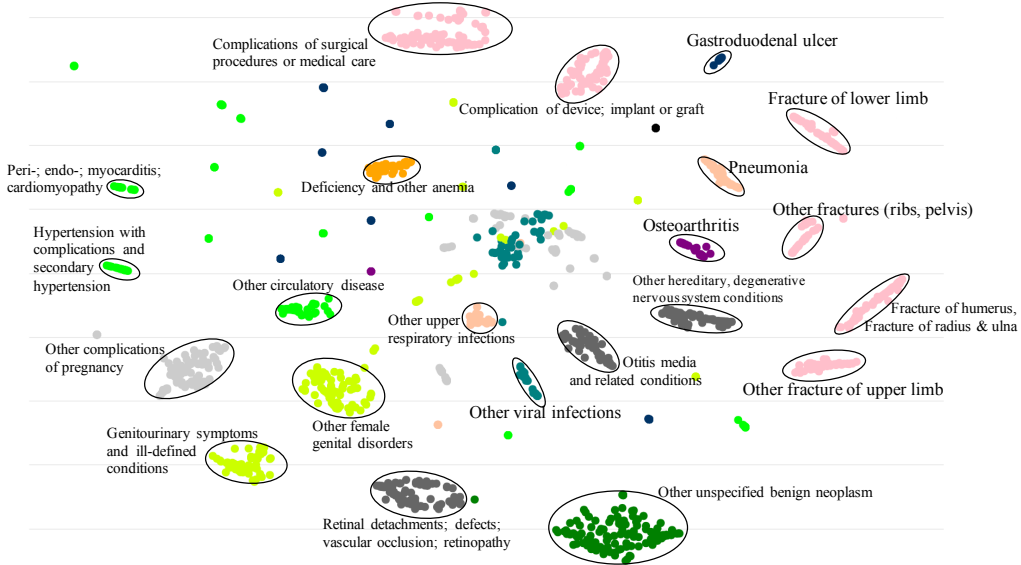 Complications of surgical
procedures or medical care
Gastroduodenal ulcer
Complication of device; implant or graft
Fracture of lower limb
Peri-; endo-; myocarditis;
cardiomyopathy
Deficiency and other anemia
Pneumonia
Other fractures (ribs, pelvis)
Osteoarthritis
Hypertension with
complications and
secondary
hypertension
Other circulatory disease
Other hereditary, degenerative
nervous system conditions
Fracture of humerus,
Fracture of radius & ulna
Other upper
respiratory infections
Other complications
of pregnancy
Otitis media
and related conditions
Other fracture of upper limb
Other viral infections
Other female
genital disorders
Genitourinary symptoms
and ill-defined
conditions
Other unspecified benign neoplasm
Retinal detachments; defects;
vascular occlusion; retinopathy